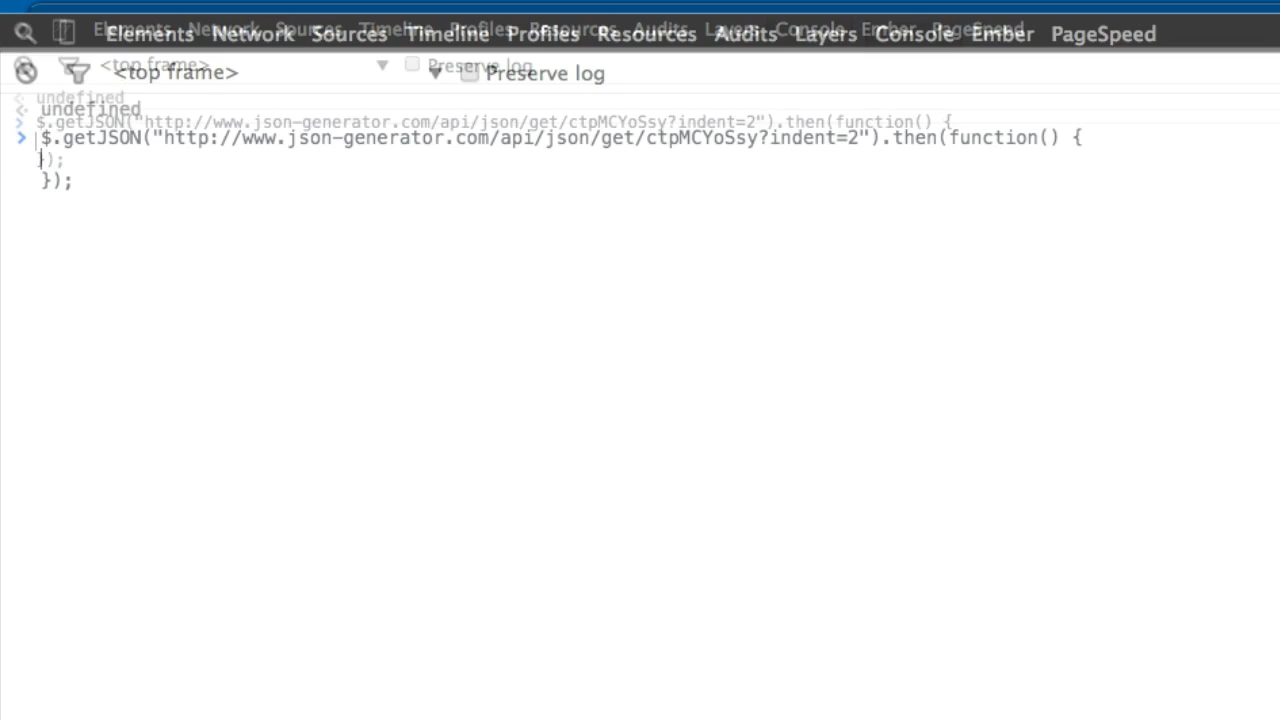 Elements Network Sources Timeline Profiles Resources Audits Layers Console Ember PageSpeed
<top frame> ▼ Preserve log
undefined
$.getJSON("http://www.json-generator.com/api/json/get/ctpMCYoSsy?indent=2").then(function() {
});